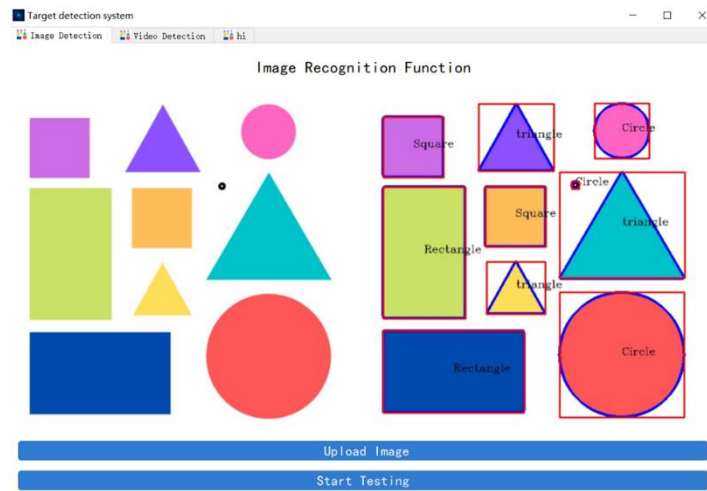 Target detection system
Image Detection
Video Detection
hi
Image Recognition Function
Square
triangle
Circle
Circle
Rectangle
Square
triangle
triangle
Rectangle
Circle
Upload Image
Start Testing